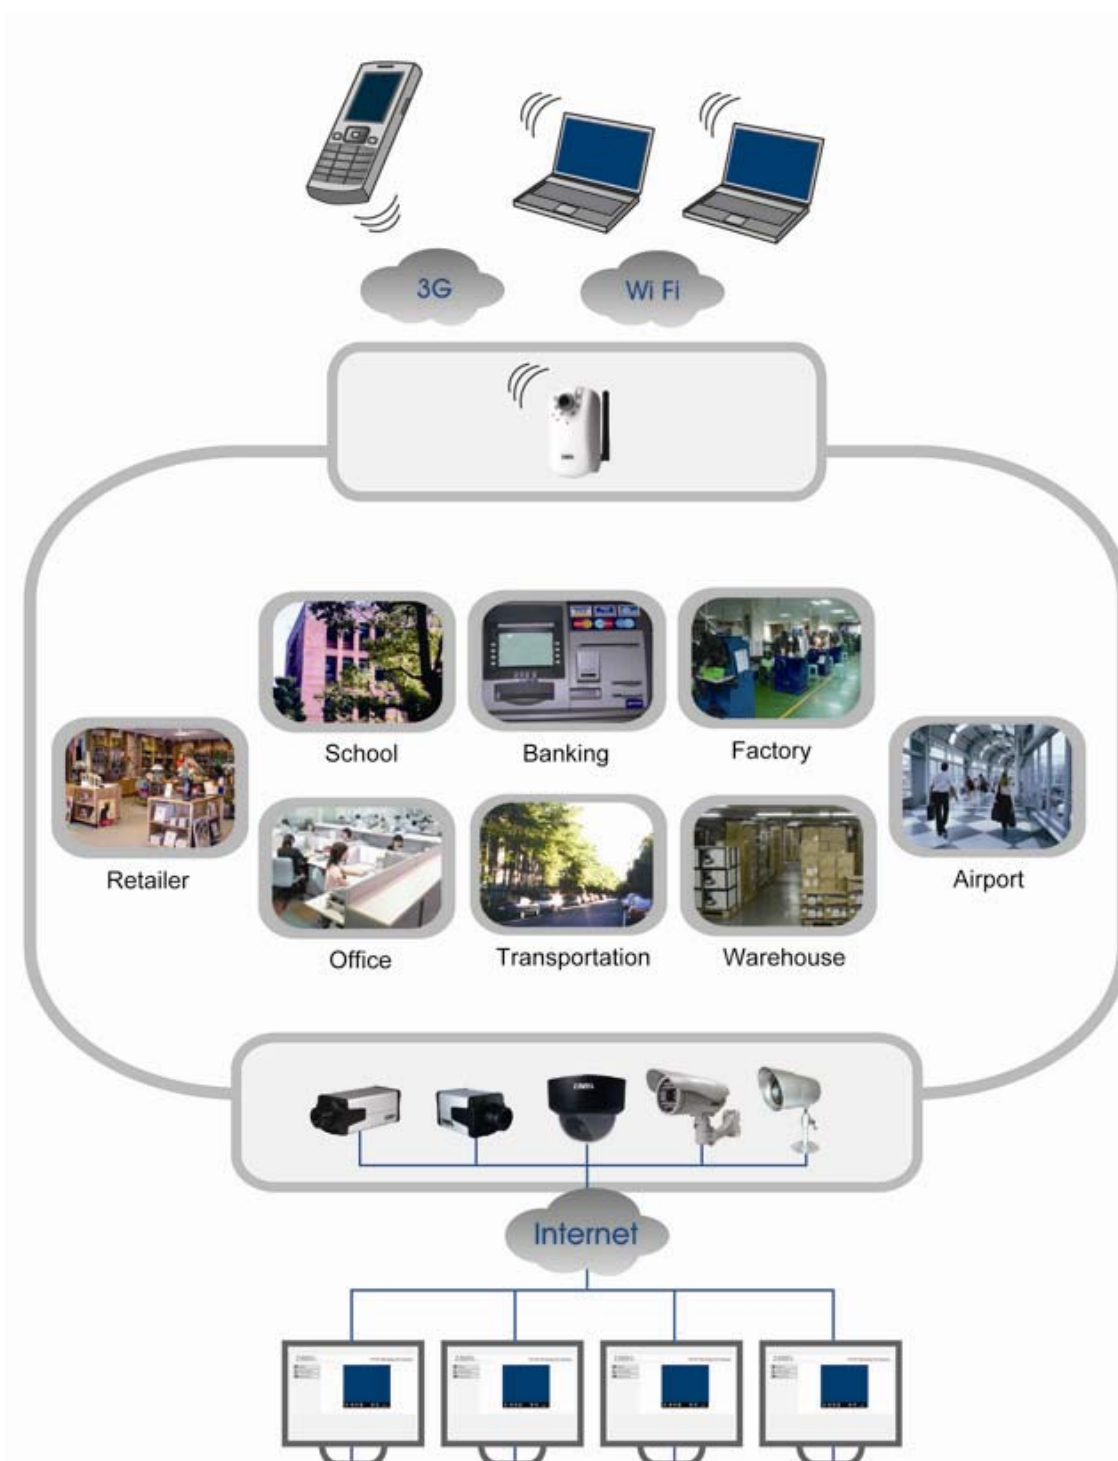 3G
Wi Fi
School
Banking
Factory
Retailer
Airport
Office
Transportation
Warehouse
Internet